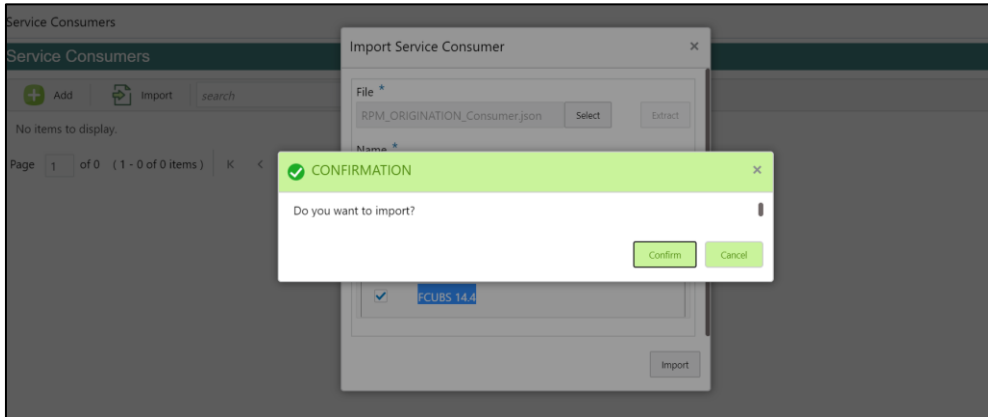 Service Consumers
Service Consumers
Add Import search
No items to display.
Page 1 of 0 (1 - 0 of 0 items) K <
Import Service Consumer ×
File *
RPM_ORIGINATION_Consumer.json Select Extract
Name *
CONFIRMATION ×
Do you want to import?
Confirm Cancel
FCUBS 14.4
Import